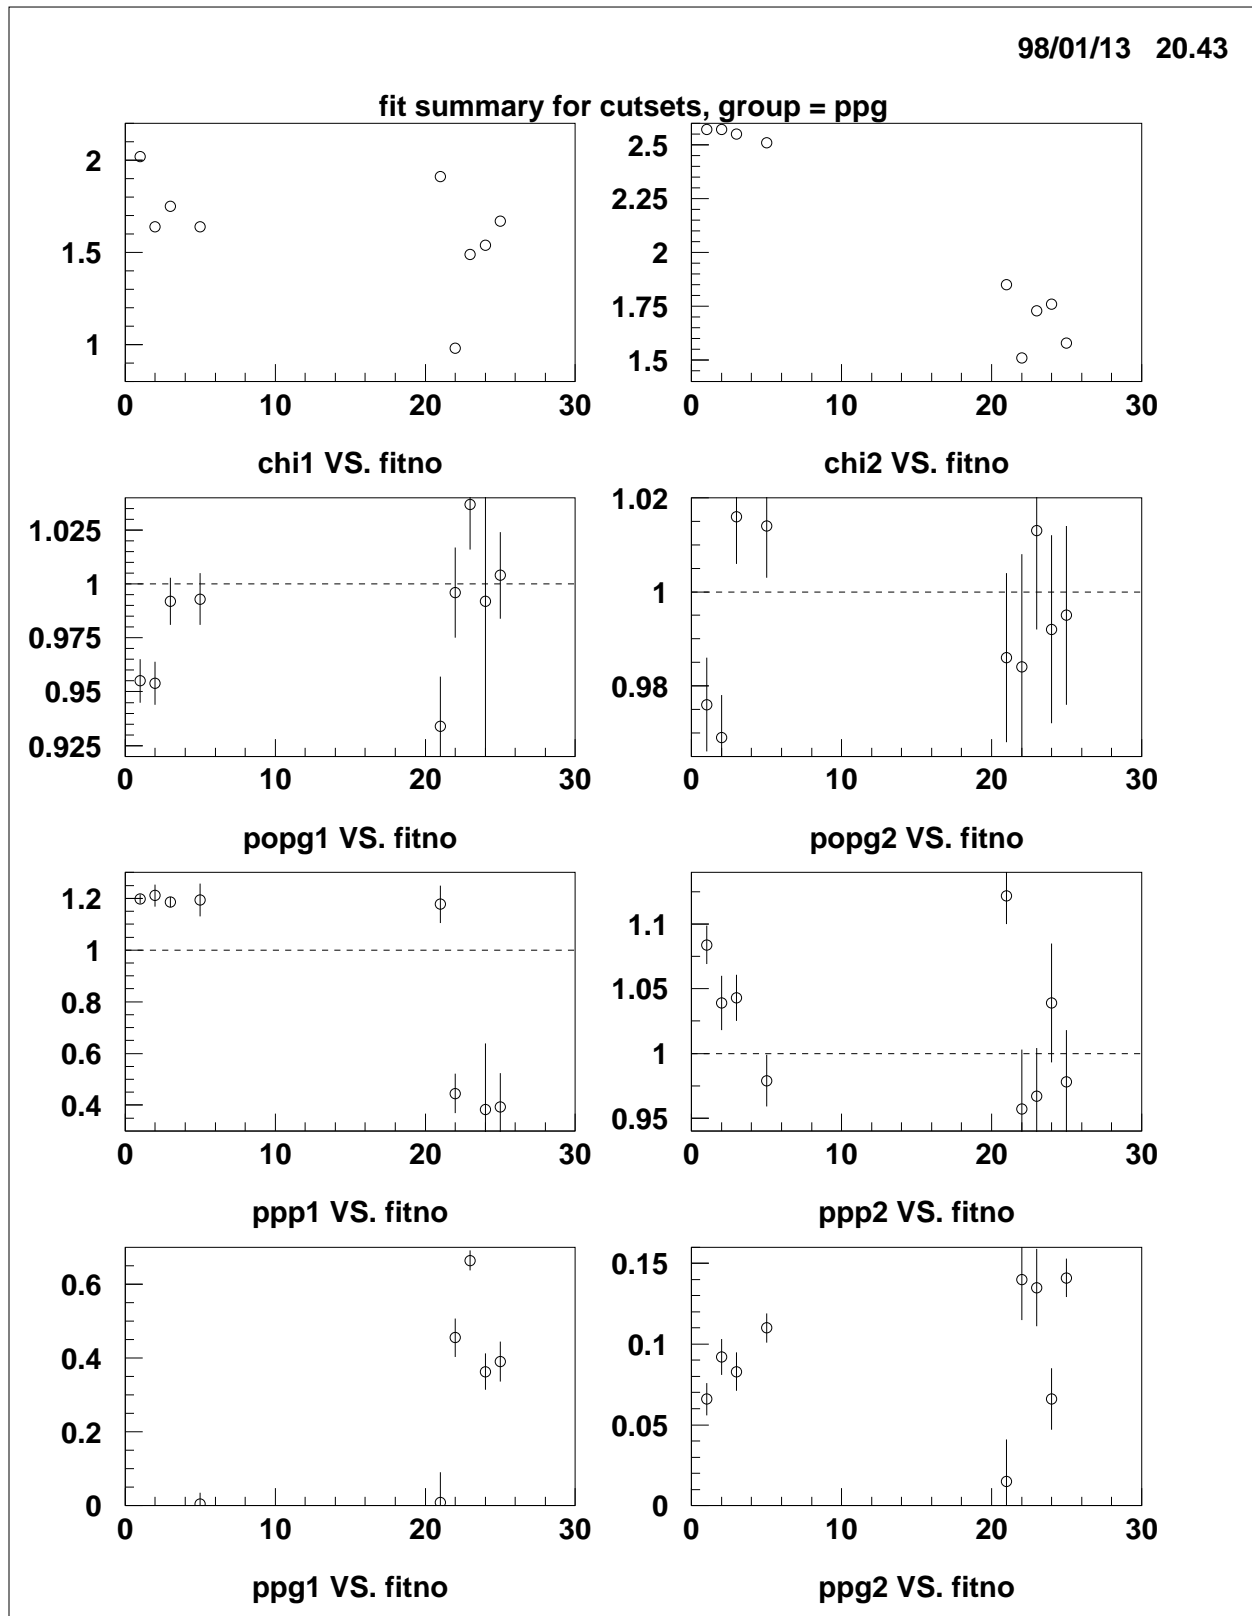 98/01/13 20.43
fit summary for cutsets, group = ppg
2
1.5
1
0 10 20 30
chi1 VS. fitno
2.5
2.25
2
1.75
1.5
0 10 20 30
chi2 VS. fitno
1.025
1
0.975
0.95
0.925
0 10 20 30
popg1 VS. fitno
1.02
1
0.98
0 10 20 30
popg2 VS. fitno
1.2
1
0.8
0.6
0.4
0 10 20 30
ppp1 VS. fitno
1.1
1.05
1
0.95
0 10 20 30
ppp2 VS. fitno
0.6
0.4
0.2
0
0 10 20 30
ppg1 VS. fitno
0.15
0.1
0.05
0
0 10 20 30
ppg2 VS. fitno